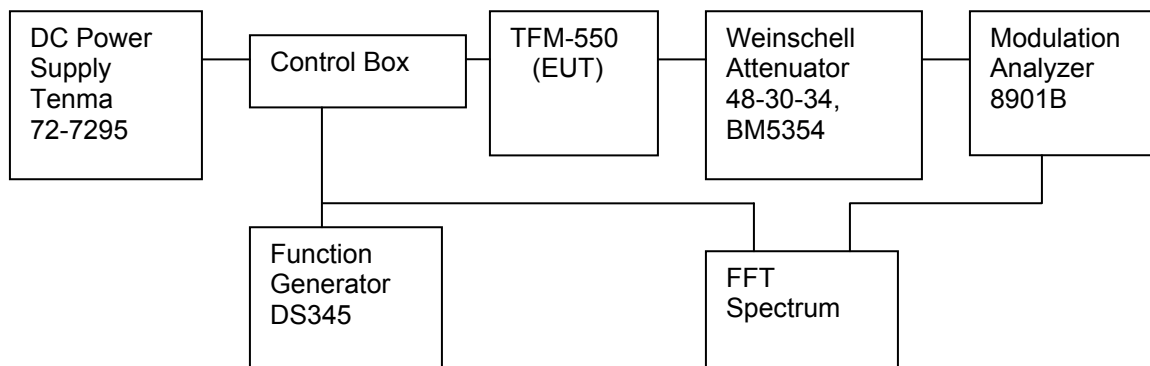 DC Power
Supply
Tenma
72-7295
Control Box
TFM-550
(EUT)
Weinschell
Attenuator
48-30-34,
BM5354
Modulation
Analyzer
8901B
Function
Generator
DS345
FFT
Spectrum